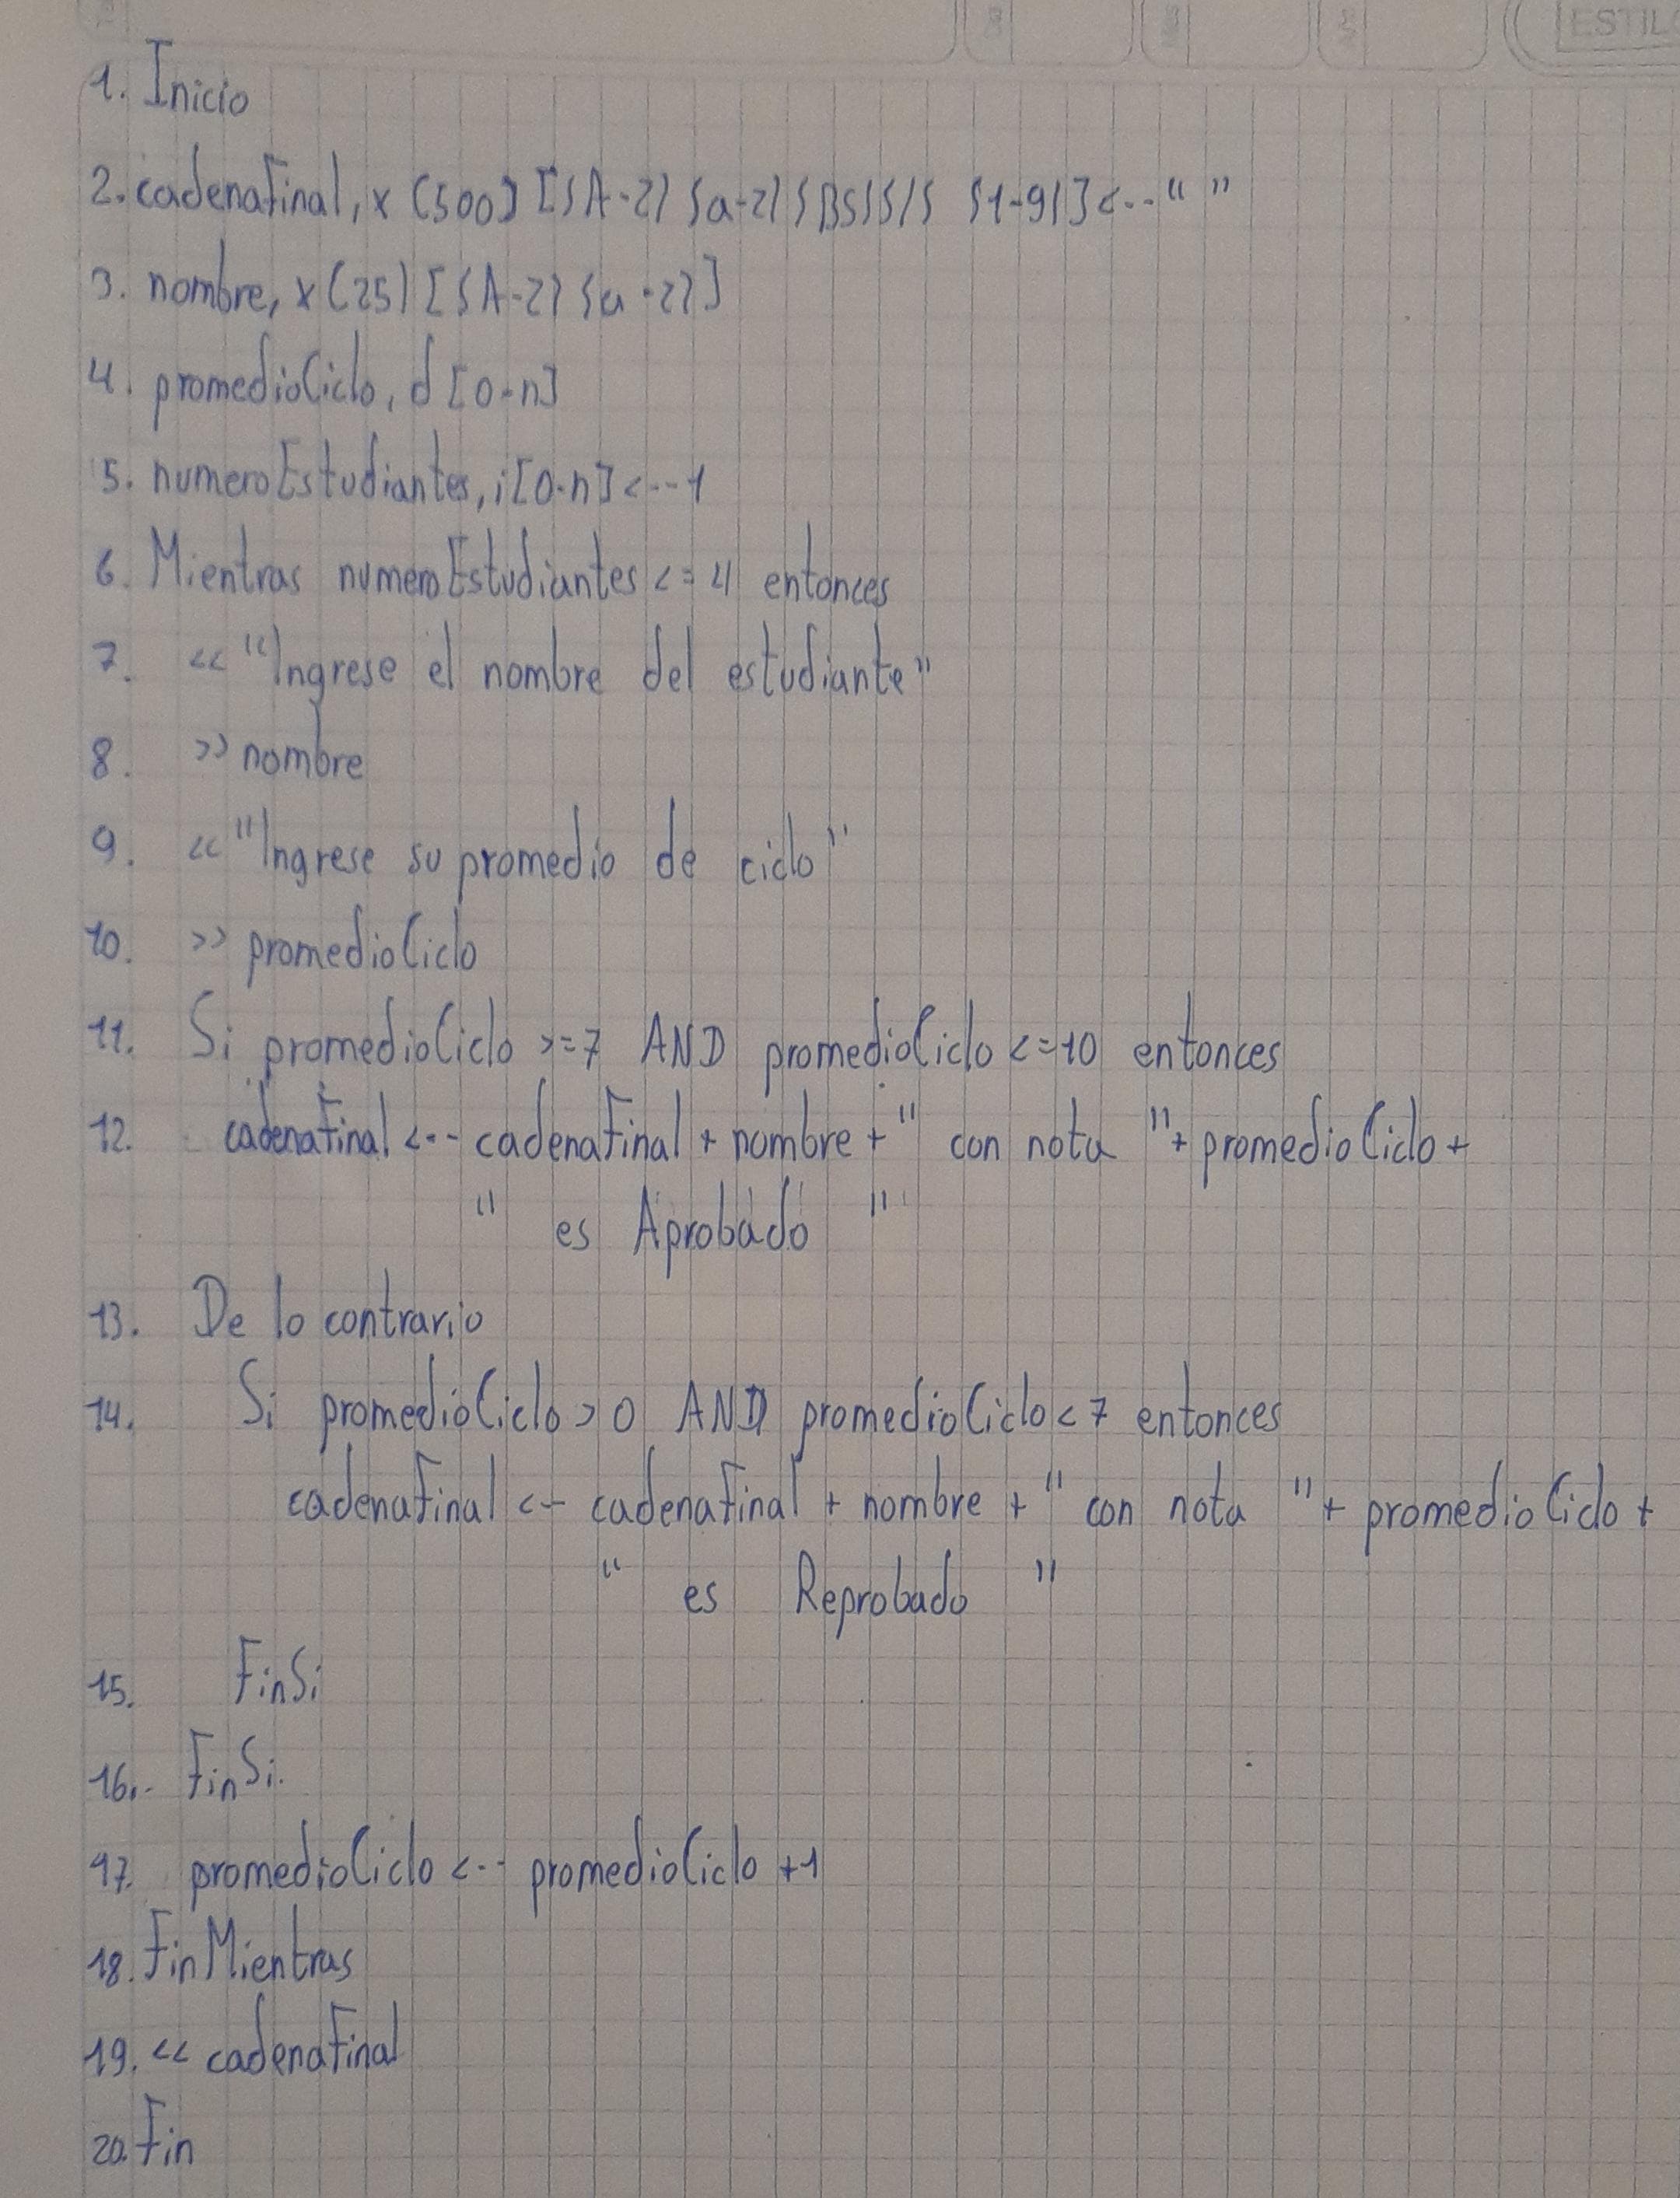 ESTIL
1. Inicio
2. cadenaFinal, x (500) [{A-Z} {a-z} {BS}{/} {1-9}] <-- " "
3. nombre, x (25) [{A-Z} {a-z}]
4. promedioCiclo, d [0-n]
5. numeroEstudiantes, i [0-n] <-- 1
6. Mientras numeroEstudiantes <= 4 entonces
7. << "Ingrese el nombre del estudiante"
8. >> nombre
9. << "Ingrese su promedio de ciclo"
10. >> promedioCiclo
11. Si promedioCiclo >= 7 AND promedioCiclo <= 10 entonces
12. cadenaFinal <-- cadenaFinal + nombre + " con nota " + promedioCiclo +
" es Aprobado "
13. De lo contrario
14. Si promedioCiclo > 0 AND promedioCiclo < 7 entonces
cadenaFinal <-- cadenaFinal + nombre + " con nota " + promedioCiclo +
" es Reprobado "
15. FinSi
16. FinSi
17. promedioCiclo <-- promedioCiclo + 1
18. FinMientras
19. << cadenaFinal
20. Fin